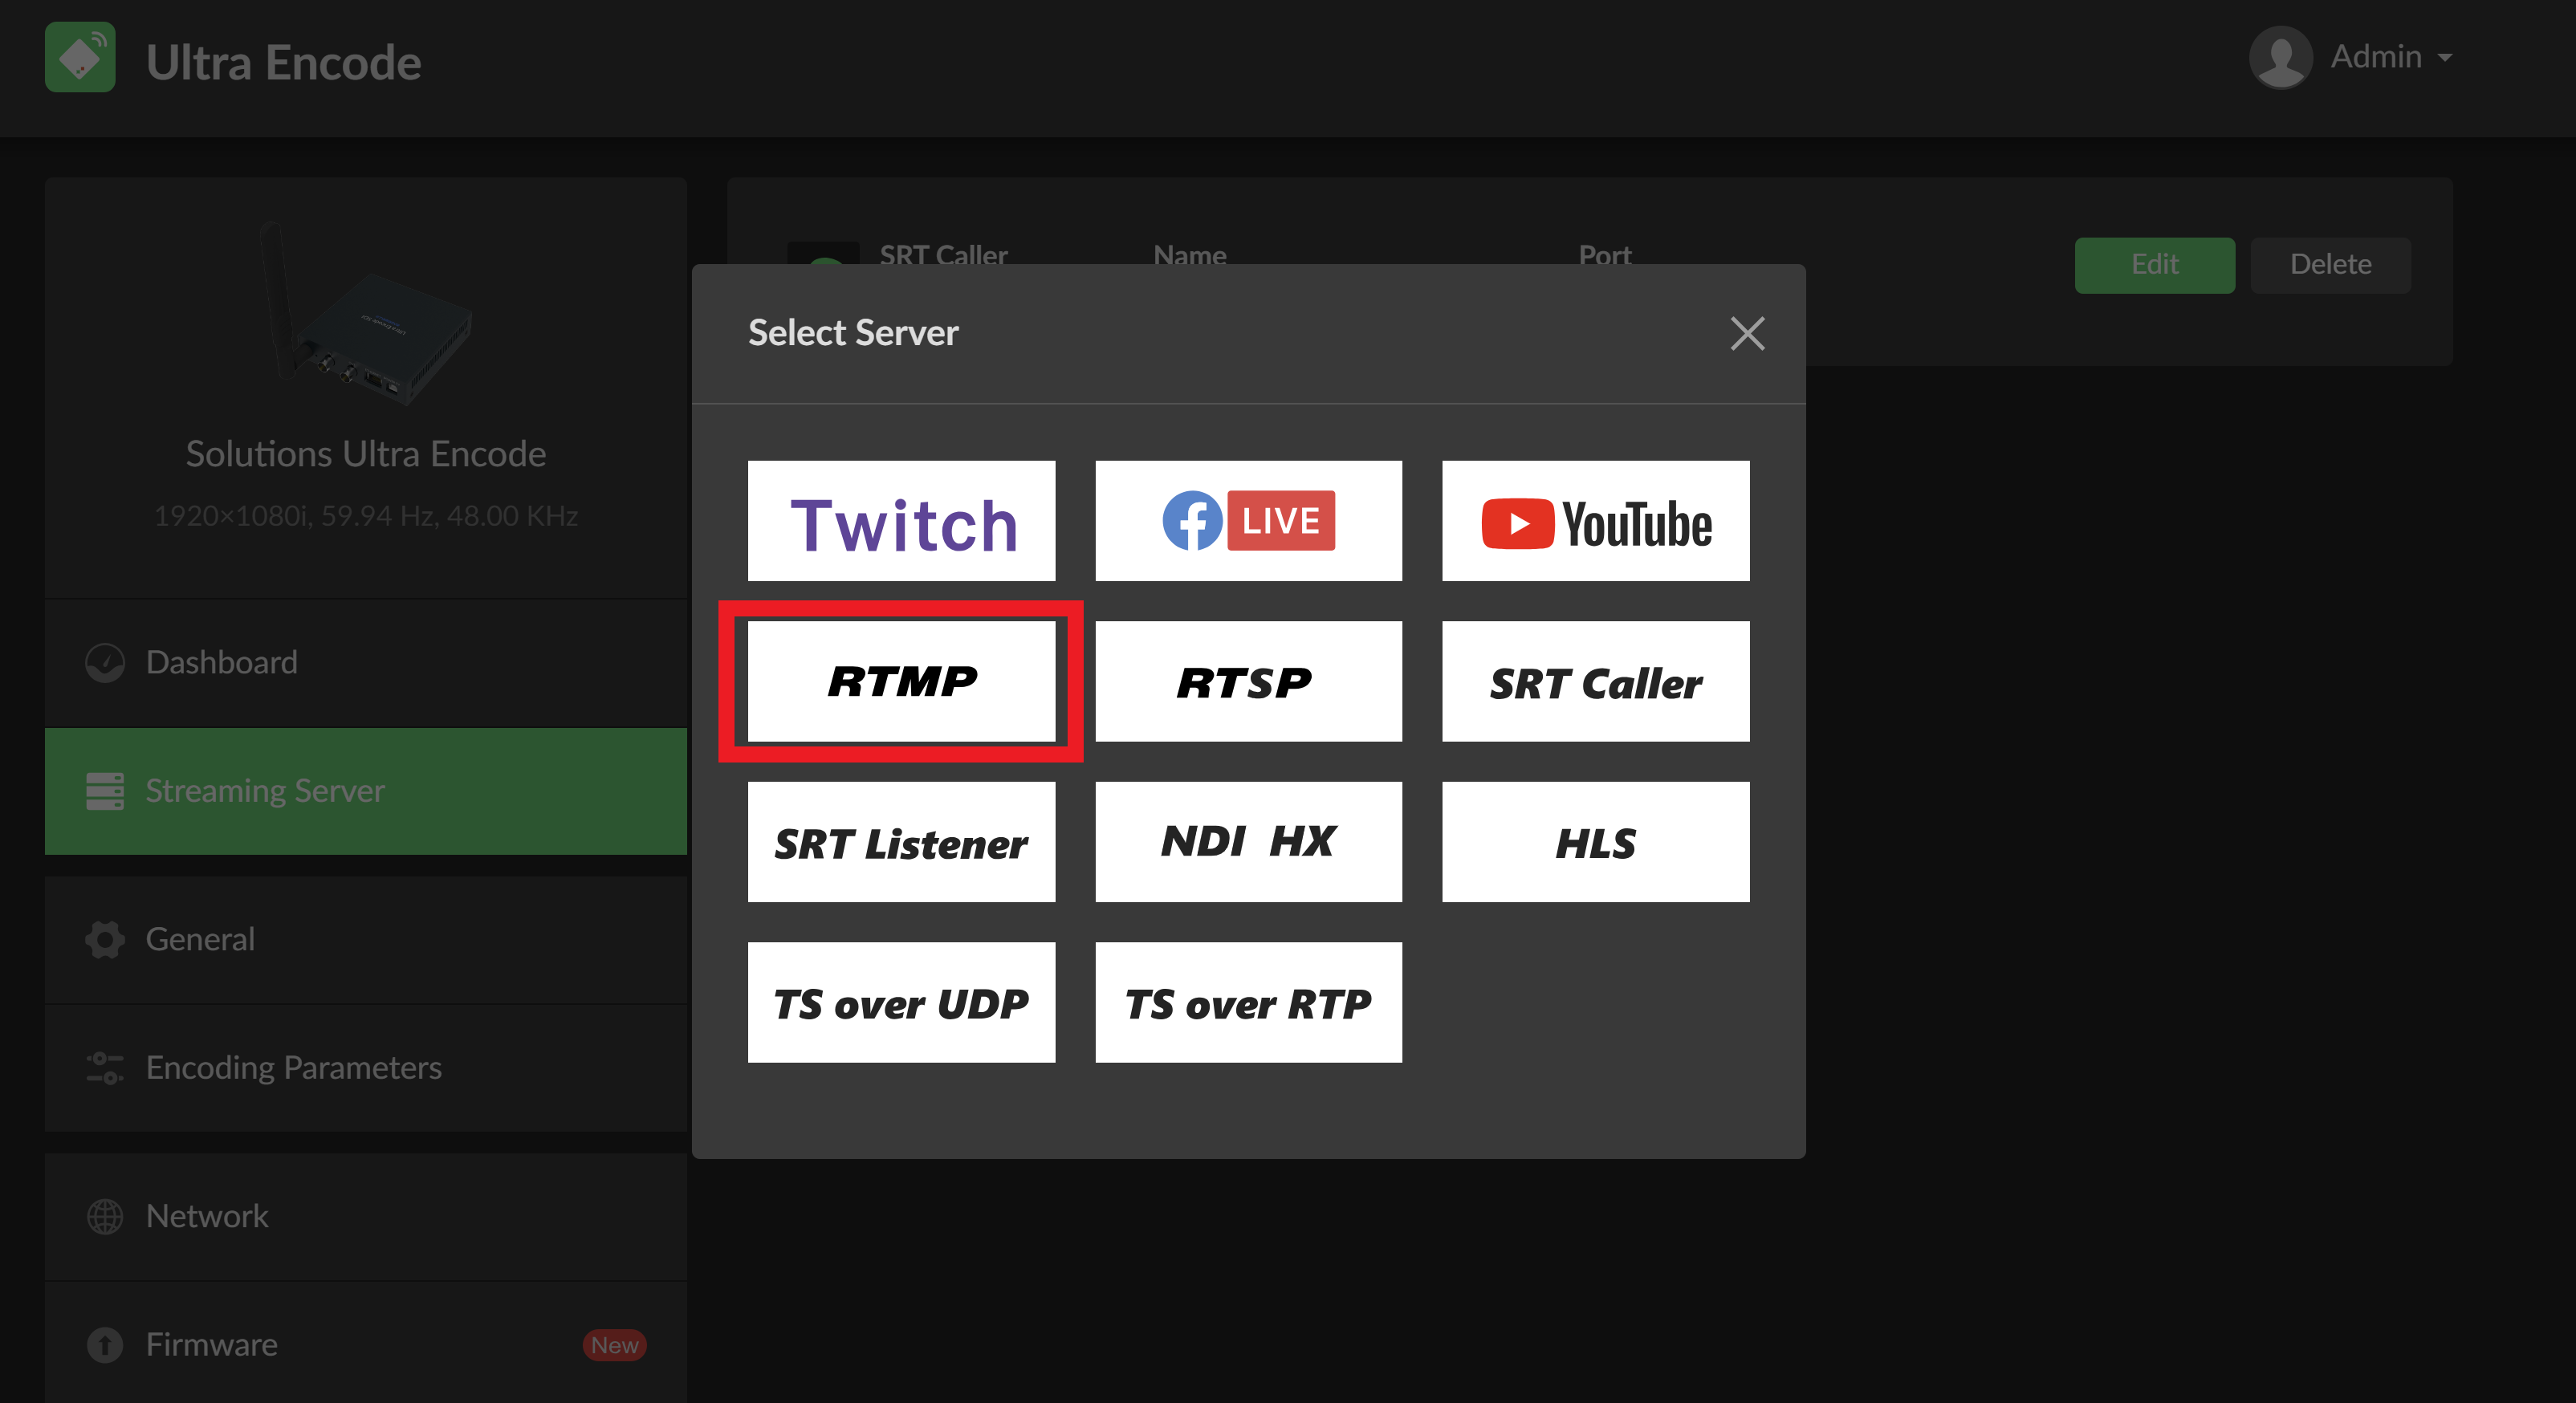 Ultra Encode
Admin
SRT Caller
Name
Port
Edit
Delete
Select Server
Solutions Ultra Encode
1920×1080i, 59.94 Hz, 48.00 KHz
Twitch
LIVE
YouTube
RTMP
RTSP
SRT Caller
SRT Listener
NDI HX
HLS
TS over UDP
TS over RTP
Dashboard
Streaming Server
General
Encoding Parameters
Network
Firmware
New